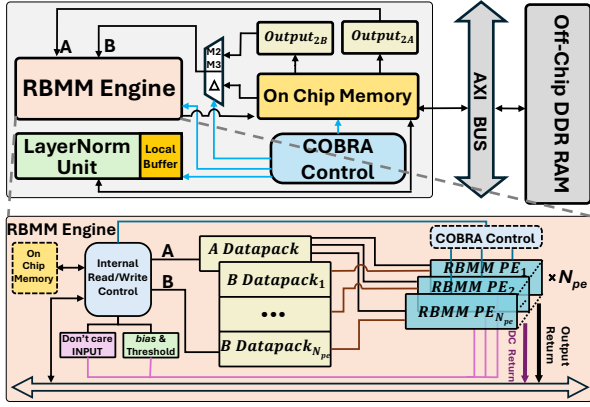 A
B
M2
M3
Δ
Output2B
Output2A
RBMM Engine
On Chip Memory
LayerNorm
Unit
Local
Buffer
COBRA
Control
AXI BUS
Off-Chip DDR RAM
RBMM Engine
On
Chip
Memory
Internal
Read/Write
Control
A
B
A Datapack
B Datapack1
•••
B DatapackNpe
COBRA Control
RBMM PE1
RBMM PE2
RBMM PENpe
× Npe
Don't care
INPUT
bias &
Threshold
DC Return
Output
Return